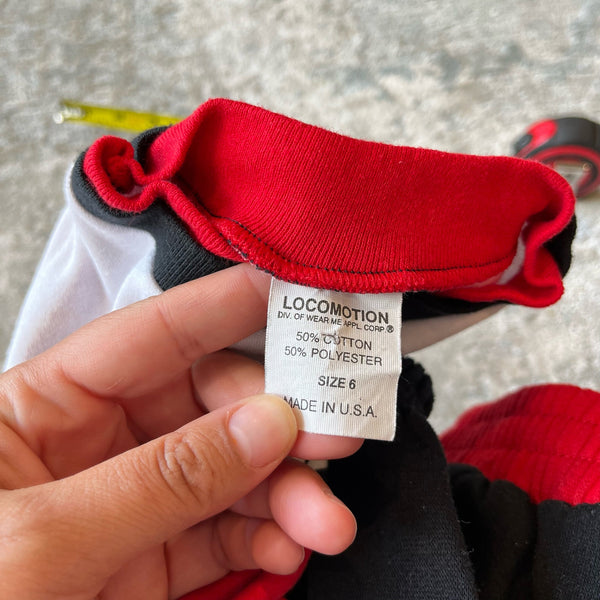 LOCOMOTION
DIV. OF WEAR ME APPL. CORP ®
50% COTTON
50% POLYESTER
SIZE 6
MADE IN U.S.A.